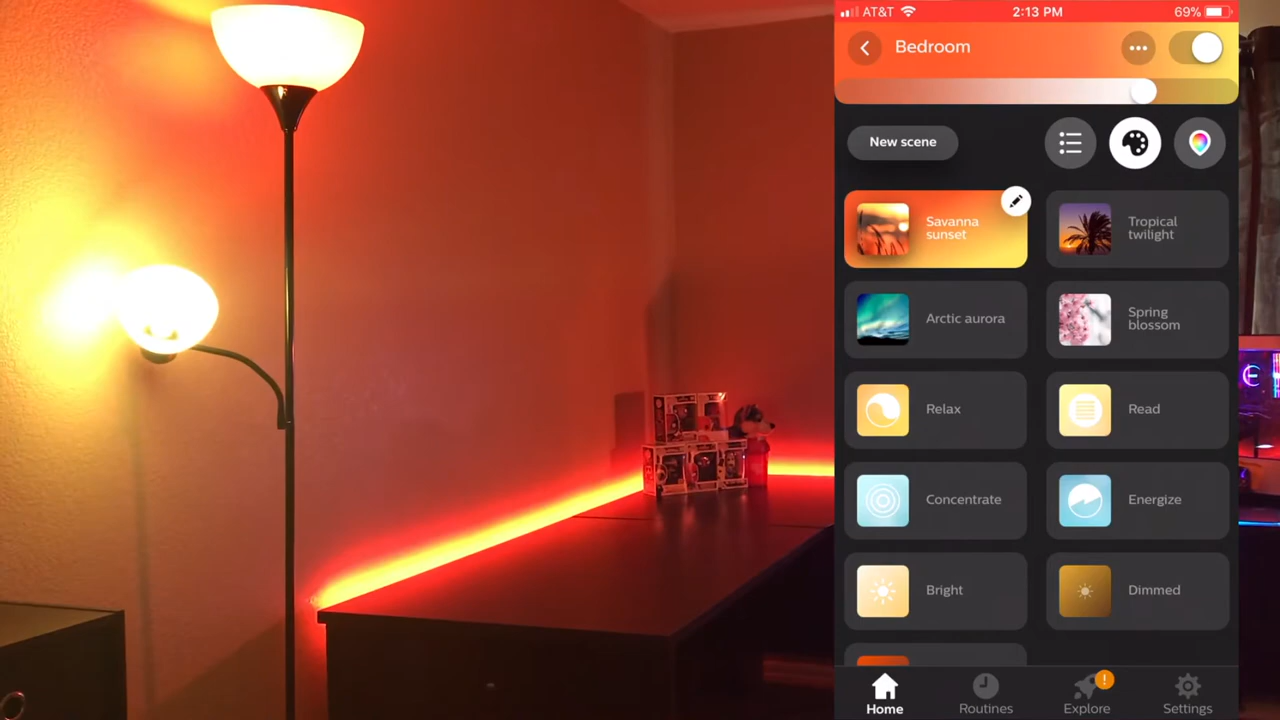 AT&T
2:13 PM
69%
Bedroom
New scene
Savanna
sunset
Tropical
twilight
Arctic aurora
Spring
blossom
Relax
Read
Concentrate
Energize
Bright
Dimmed
Home
Routines
!
Explore
Settings